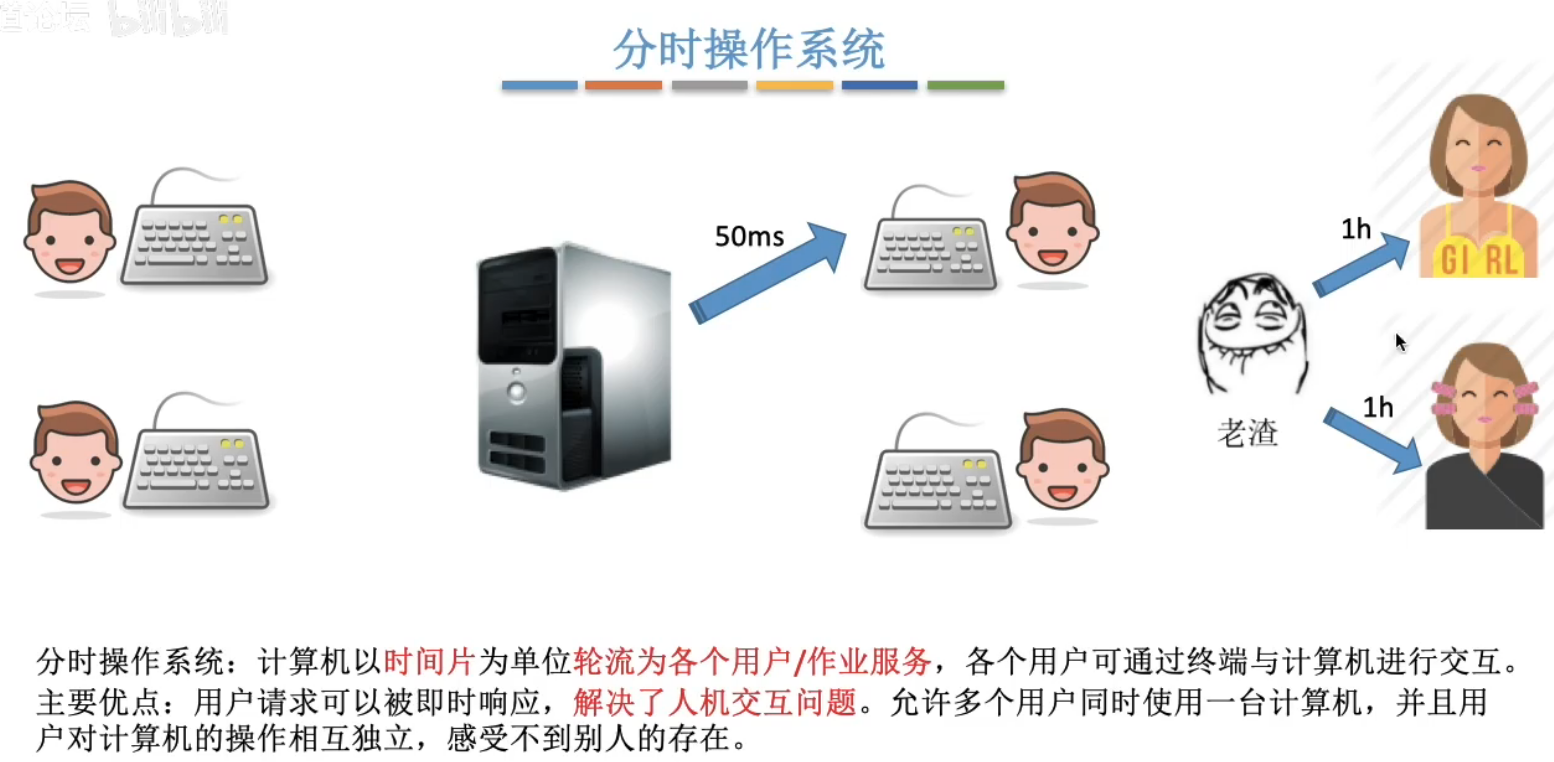 道论坛 bilibili
分时操作系统
50ms
1h
GIRL
1h
老渣
分时操作系统：计算机以时间片为单位轮流为各个用户/作业服务，各个用户可通过终端与计算机进行交互。
主要优点：用户请求可以被即时响应，解决了人机交互问题。允许多个用户同时使用一台计算机，并且用
户对计算机的操作相互独立，感受不到别人的存在。